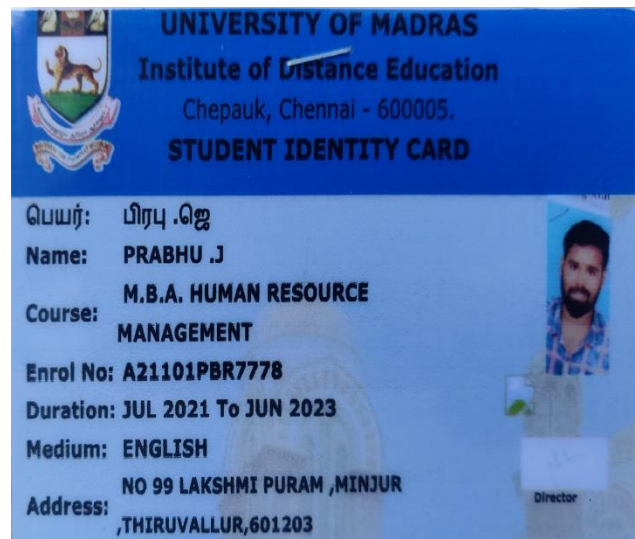 UNIVERSITY OF MADRAS
Institute of Distance Education
Chepauk, Chennai - 600005.
STUDENT IDENTITY CARD
பெயர்: பிரபு .ஜெ
Name: PRABHU .J
Course: M.B.A. HUMAN RESOURCE
MANAGEMENT
Enrol No: A21101PBR7778
Duration: JUL 2021 To JUN 2023
Medium: ENGLISH
Address: NO 99 LAKSHMI PURAM ,MINJUR
,THIRUVALLUR,601203
Director